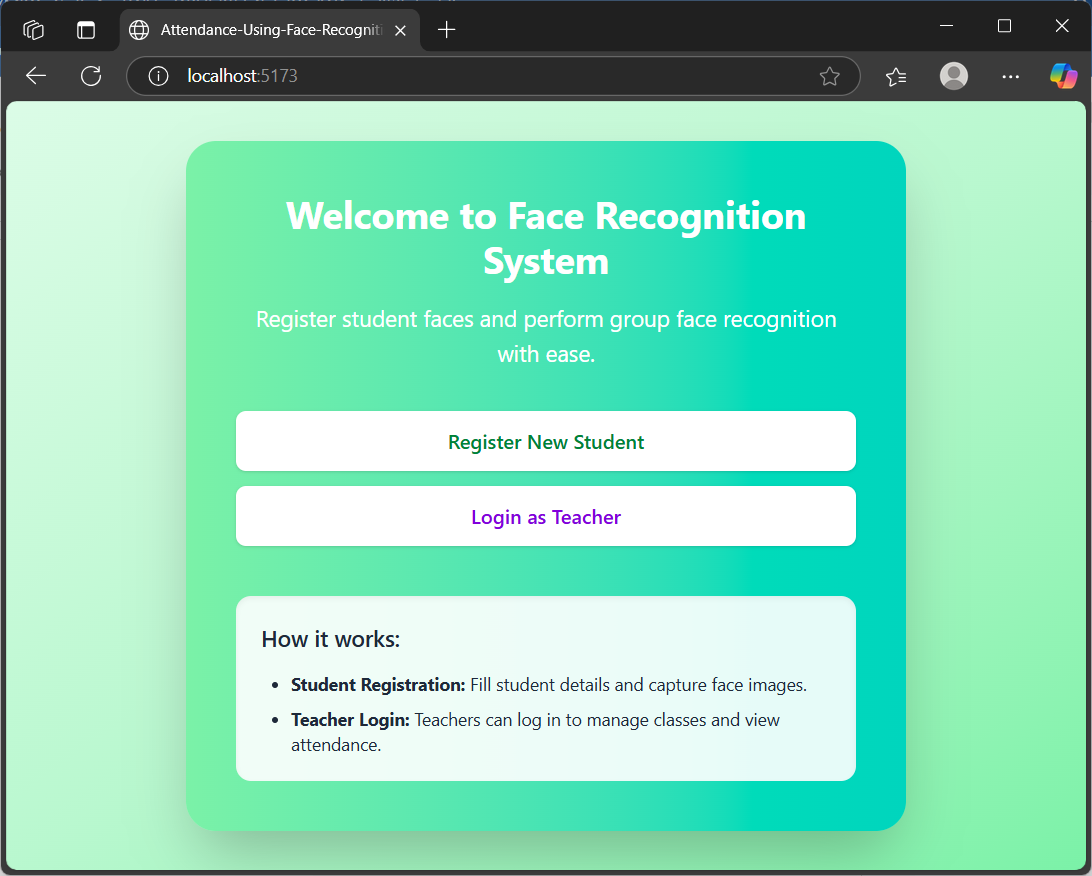 Attendance-Using-Face-Recogniti
localhost:5173
Welcome to Face Recognition
System
Register student faces and perform group face recognition
with ease.
Register New Student
Login as Teacher
How it works:
• Student Registration: Fill student details and capture face images.
• Teacher Login: Teachers can log in to manage classes and view
attendance.